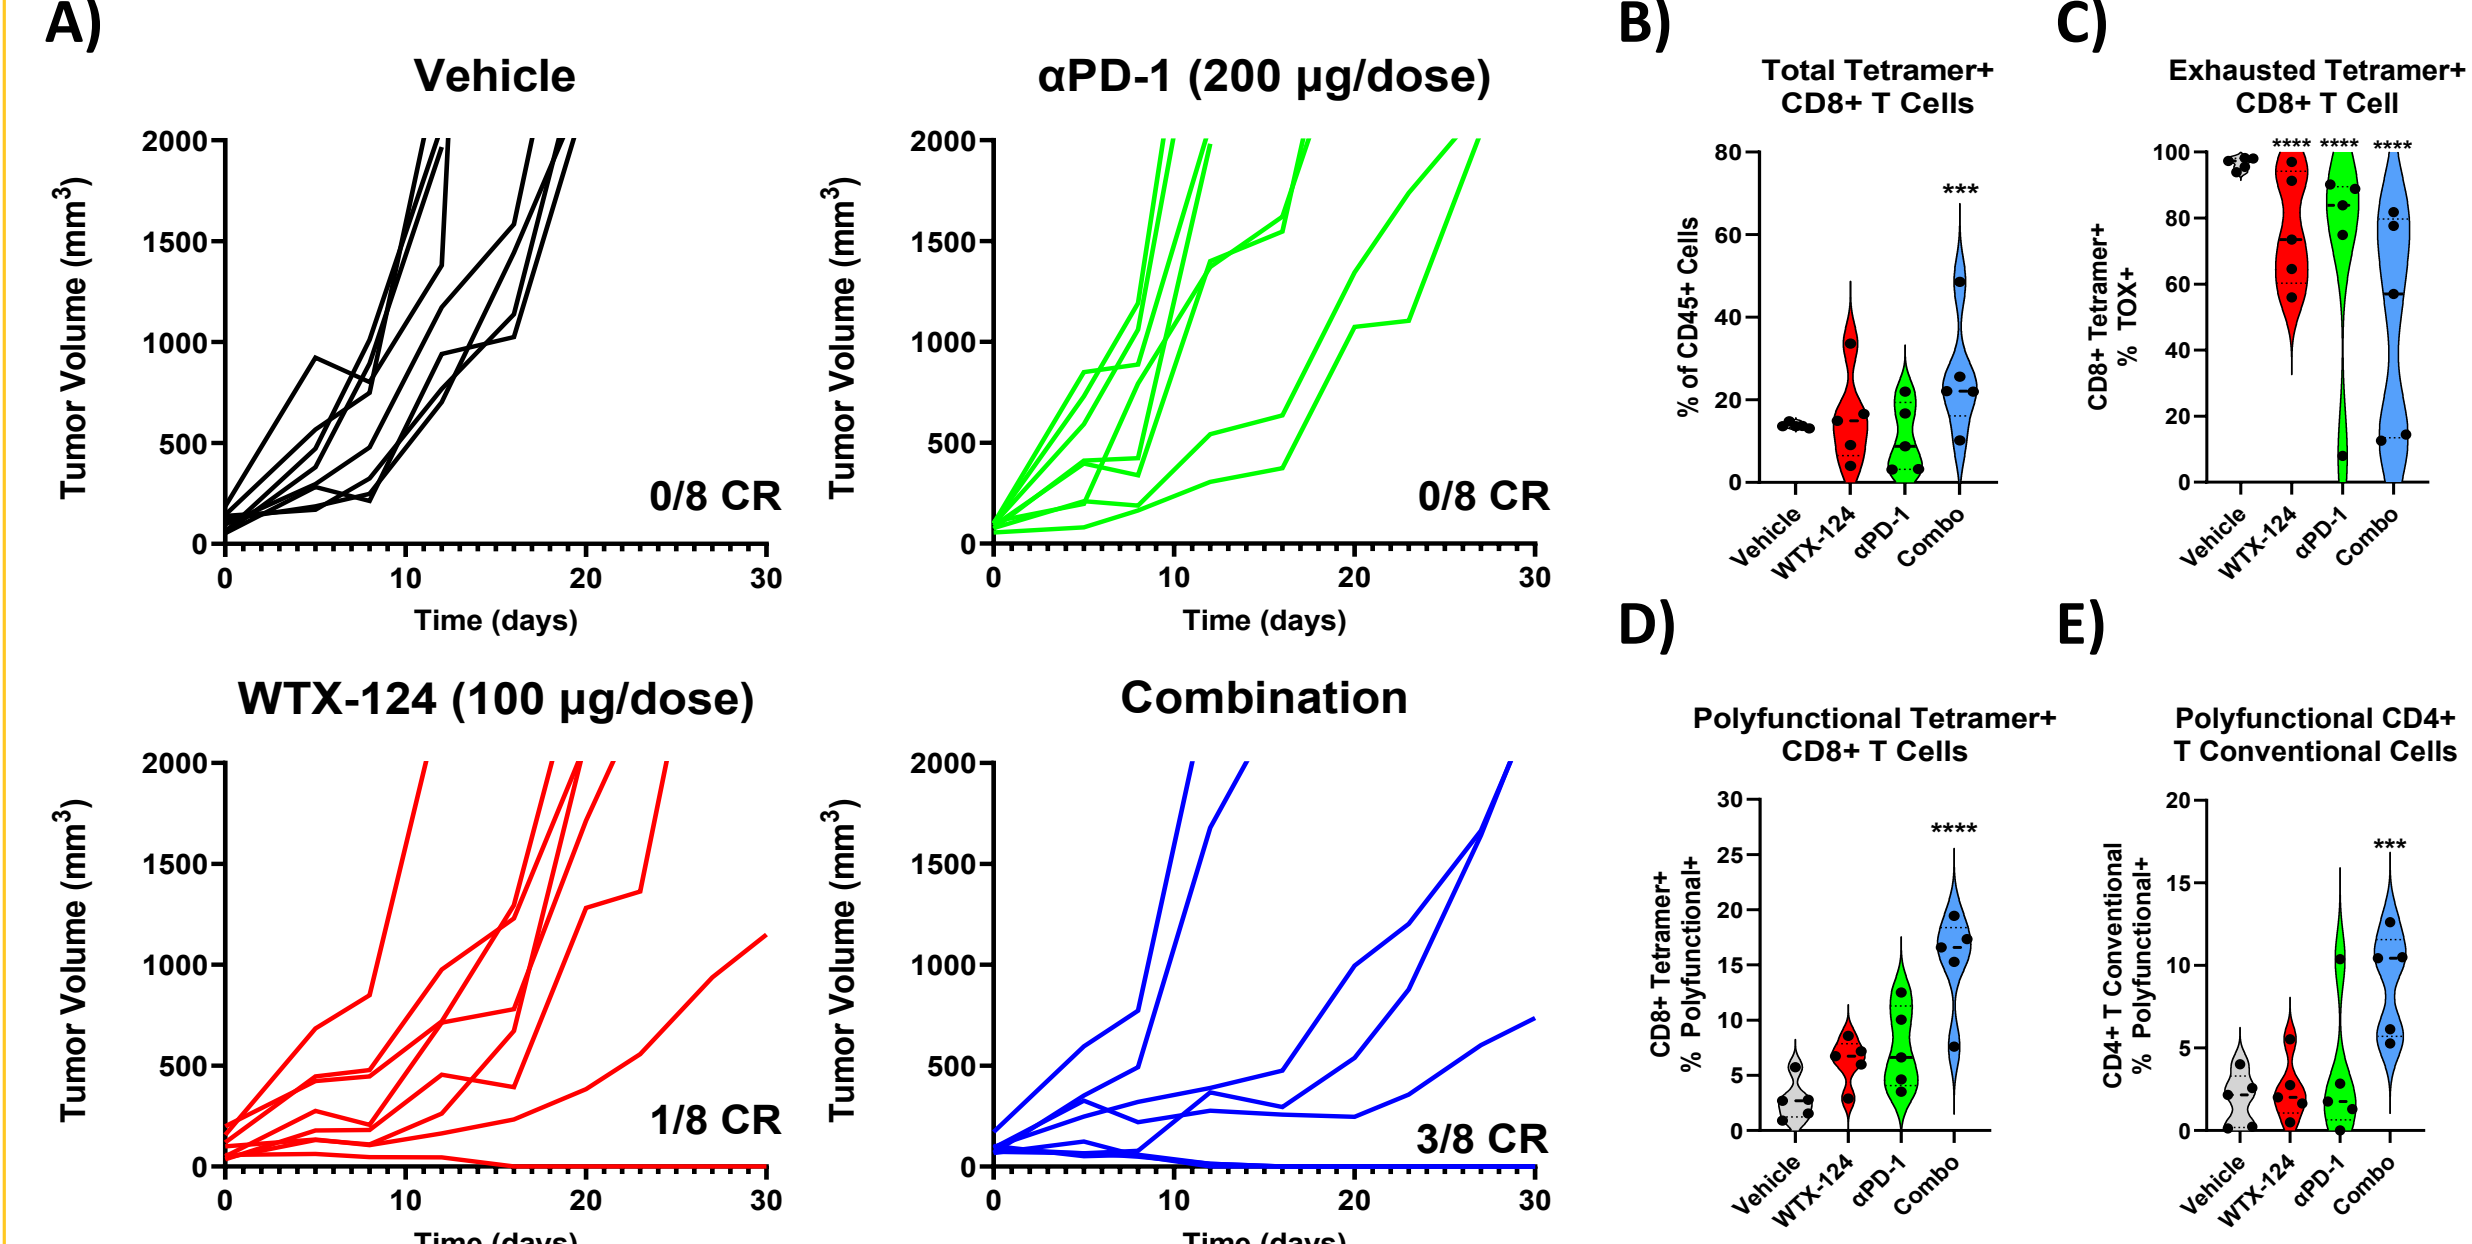 A)
Vehicle
Tumor Volume (mm³)
2000
1500
1000
500
0
0/8 CR
0 10 20 30
Time (days)
αPD-1 (200 µg/dose)
Tumor Volume (mm³)
2000
1500
1000
500
0
0/8 CR
0 10 20 30
Time (days)
WTX-124 (100 µg/dose)
Tumor Volume (mm³)
2000
1500
1000
500
0
1/8 CR
0 10 20 30
Time (days)
Combination
Tumor Volume (mm³)
2000
1500
1000
500
0
3/8 CR
0 10 20 30
Time (days)
B)
Total Tetramer+
CD8+ T Cells
% of CD45+ Cells
80
60
40
20
0
***
Vehicle WTX-124 αPD-1 Combo
C)
Exhausted Tetramer+
CD8+ T Cell
CD8+ Tetramer+
% TOX+
100
80
60
40
20
0
**** **** ****
Vehicle WTX-124 αPD-1 Combo
D)
Polyfunctional Tetramer+
CD8+ T Cells
CD8+ Tetramer+
% Polyfunctional+
30
25
20
15
10
5
0
****
Vehicle WTX-124 αPD-1 Combo
E)
Polyfunctional CD4+
T Conventional Cells
CD4+ T Conventional
% Polyfunctional+
20
15
10
5
0
***
Vehicle WTX-124 αPD-1 Combo